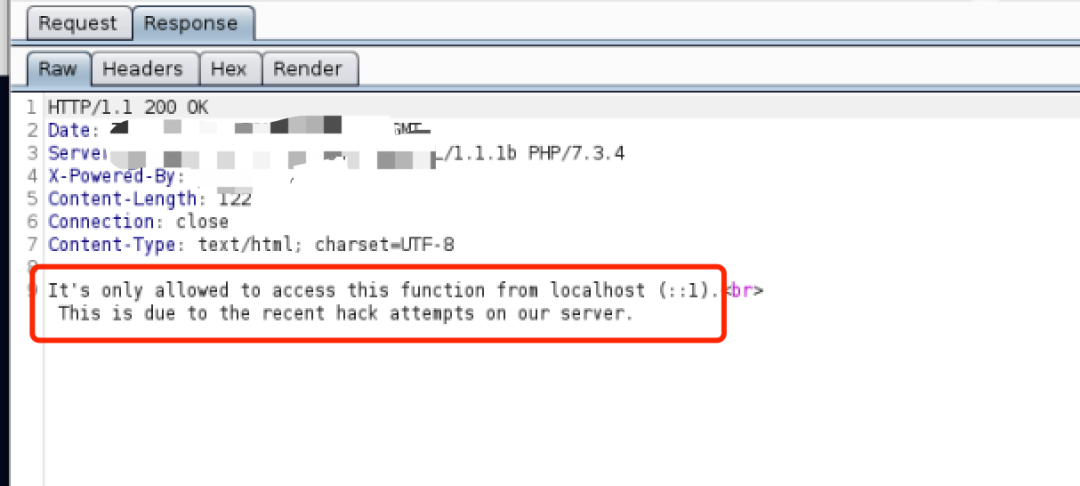 Request Response
Raw Headers Hex Render
1 HTTP/1.1 200 OK
2 Date: GMT
3 Server /1.1.1b PHP/7.3.4
4 X-Powered-By:
5 Content-Length: 122
6 Connection: close
7 Content-Type: text/html; charset=UTF-8
8
9 It's only allowed to access this function from localhost (::1).<br>
This is due to the recent hack attempts on our server.